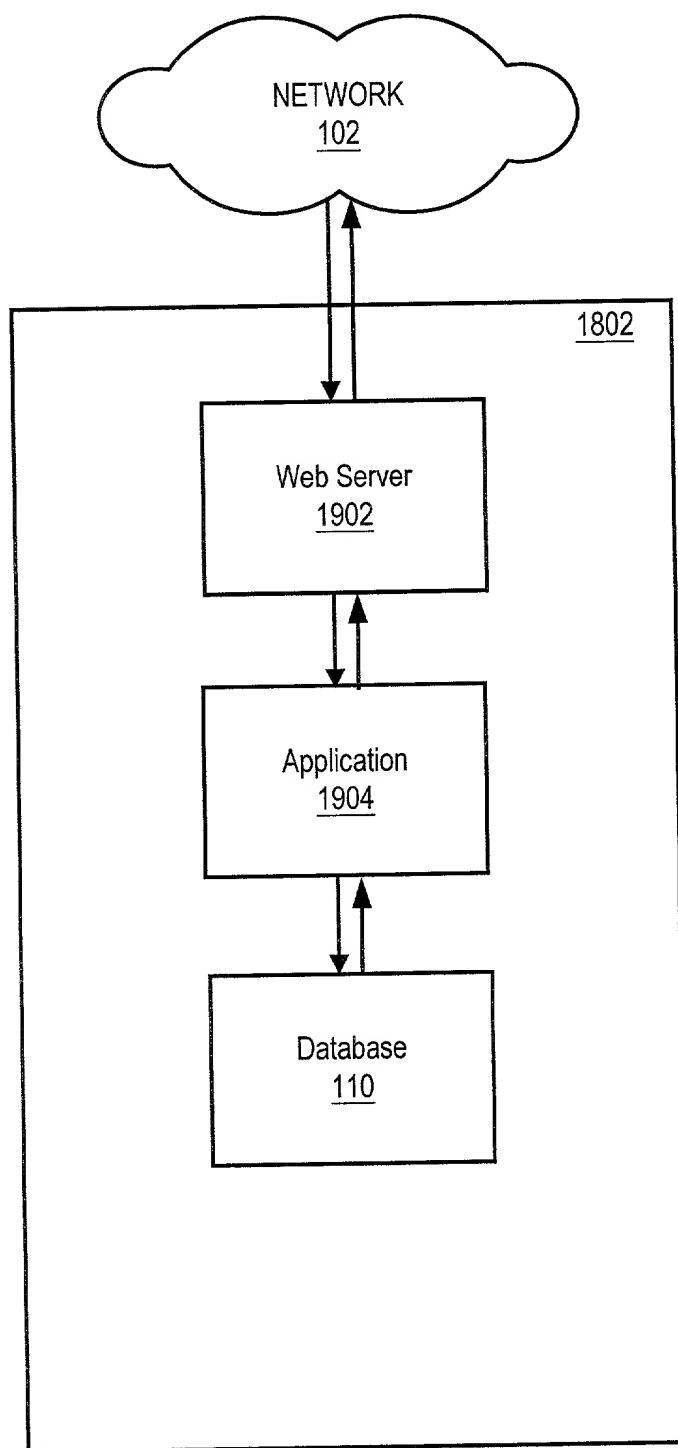 NETWORK
102
1802
Web Server
1902
Application
1904
Database
110